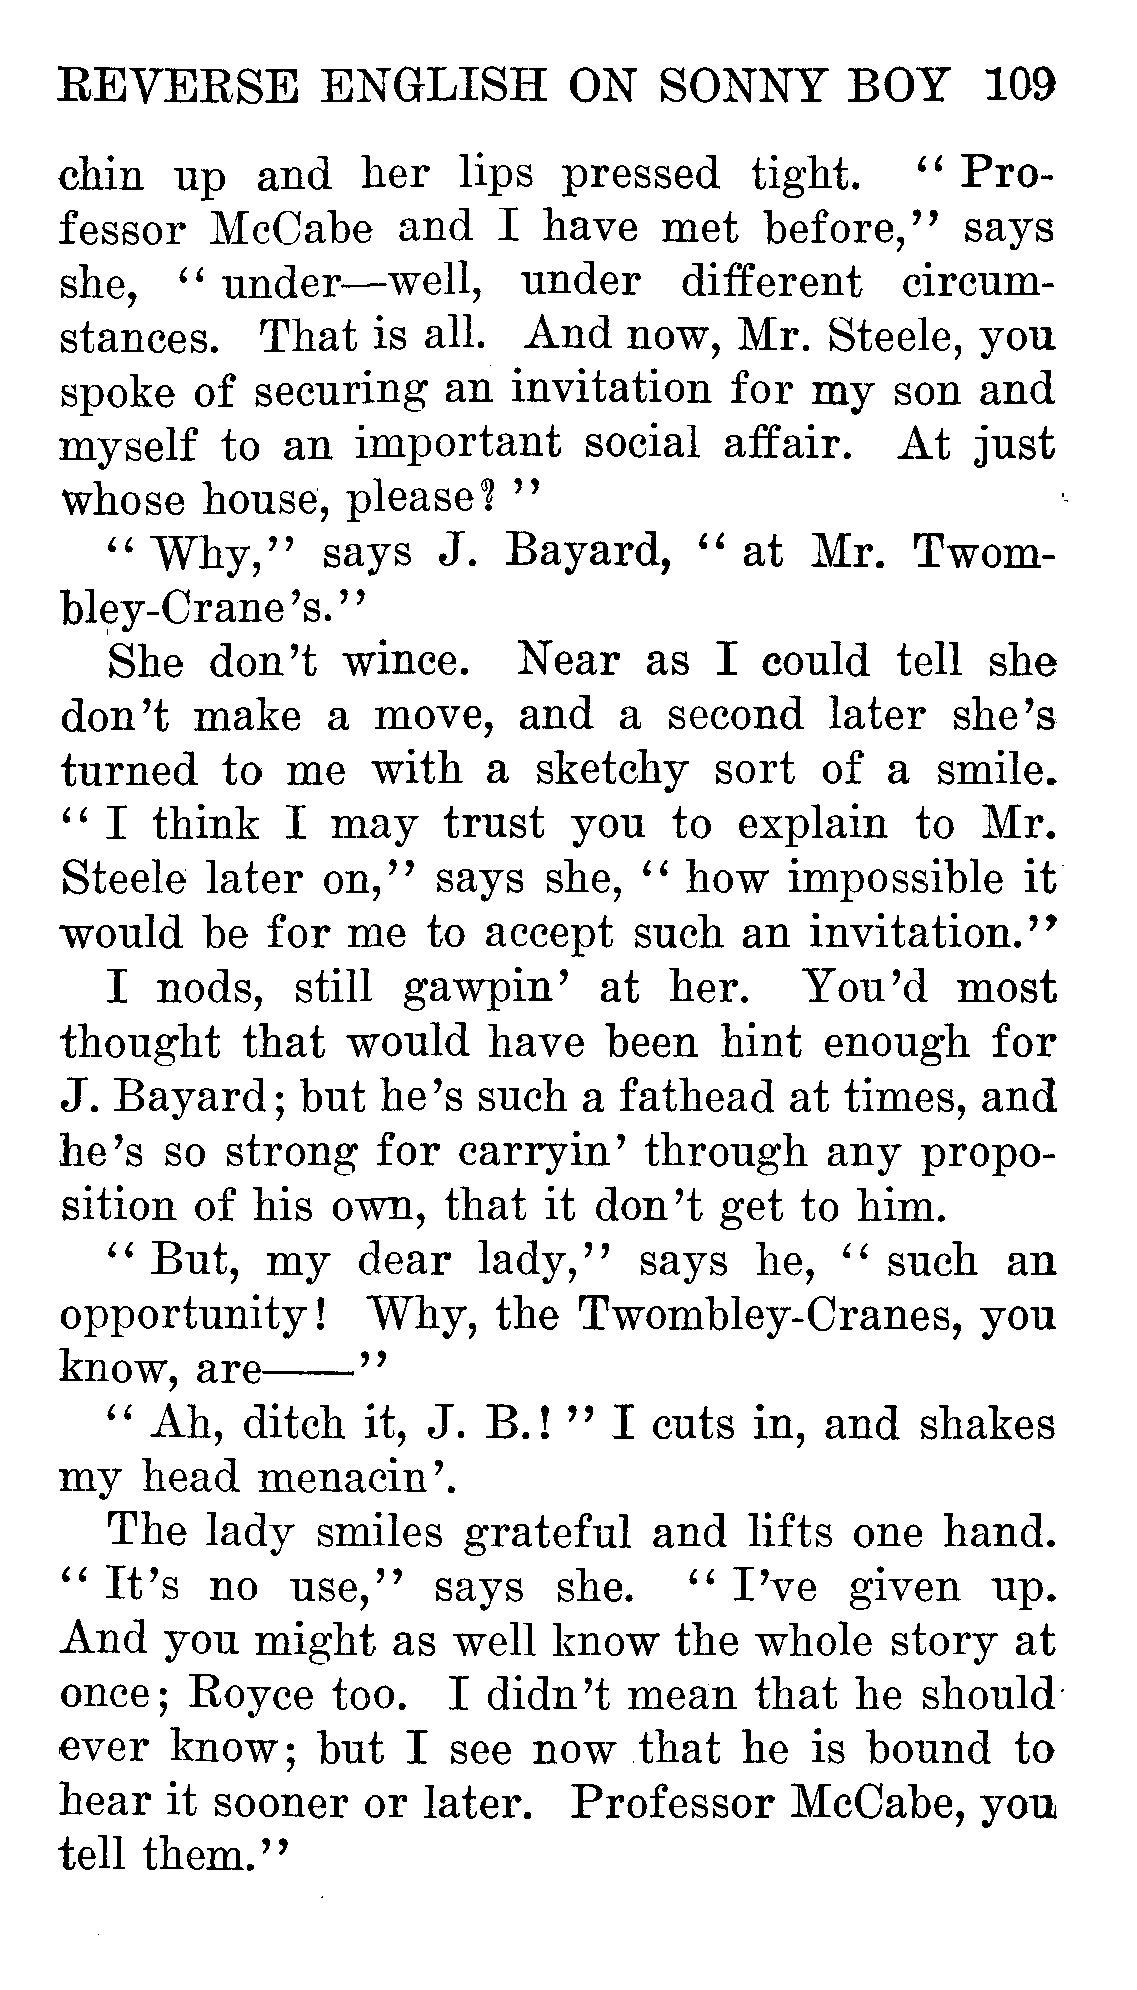 REVERSE ENGLISH ON SONNY BOY 109
chin up and her lips pressed tight. “Pro-
fessor McCabe and I have met before,” says
she, “under—well, under different circum-
stances. That is all. And now, Mr. Steele, you
spoke of securing an invitation for my son and
myself to an important social affair. At just
whose house, please?”
“Why,” says J. Bayard, “at Mr. Twom-
bley-Crane’s.”
She don’t wince. Near as I could tell she
don’t make a move, and a second later she’s
turned to me with a sketchy sort of a smile.
“I think I may trust you to explain to Mr.
Steele later on,” says she, “how impossible it
would be for me to accept such an invitation.”
I nods, still gawpin’ at her. You’d most
thought that would have been hint enough for
J. Bayard; but he’s such a fathead at times, and
he’s so strong for carryin’ through any propo-
sition of his own, that it don’t get to him.
“But, my dear lady,” says he, “such an
opportunity! Why, the Twombley-Cranes, you
know, are——”
“Ah, ditch it, J. B.!” I cuts in, and shakes
my head menacin’.
The lady smiles grateful and lifts one hand.
“It’s no use,” says she. “I’ve given up.
And you might as well know the whole story at
once; Royce too. I didn’t mean that he should
ever know; but I see now that he is bound to
hear it sooner or later. Professor McCabe, you
tell them.”